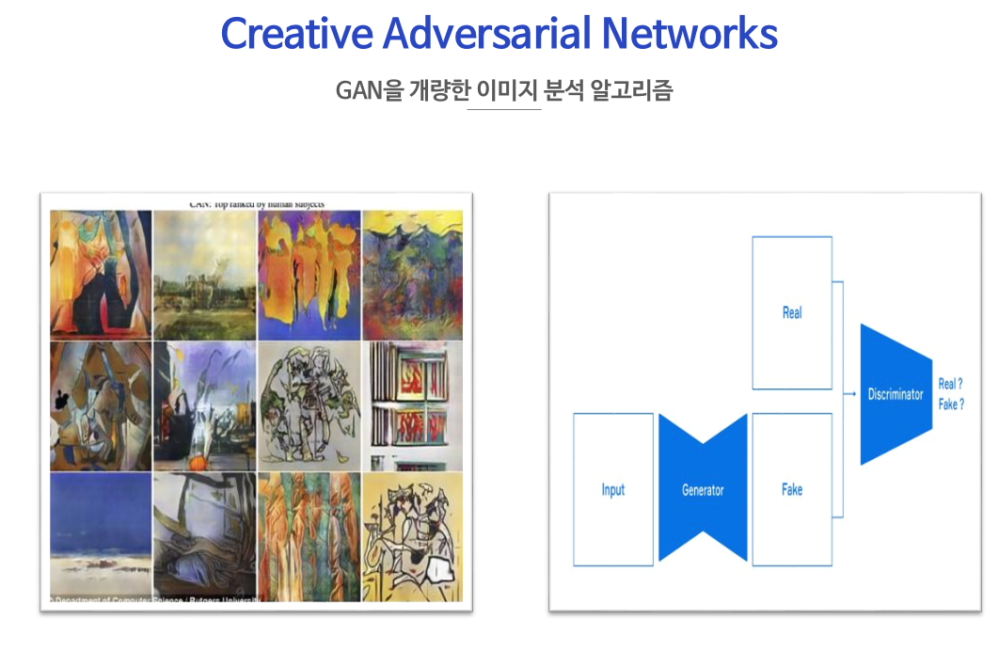 Creative Adversarial Networks
GAN을 개량한 이미지 분석 알고리즘
CAN: Top ranked by human subjects
© Department of Computer Science / Rutgers University
Real
Discriminator
Real ?
Fake ?
Input
Generator
Fake